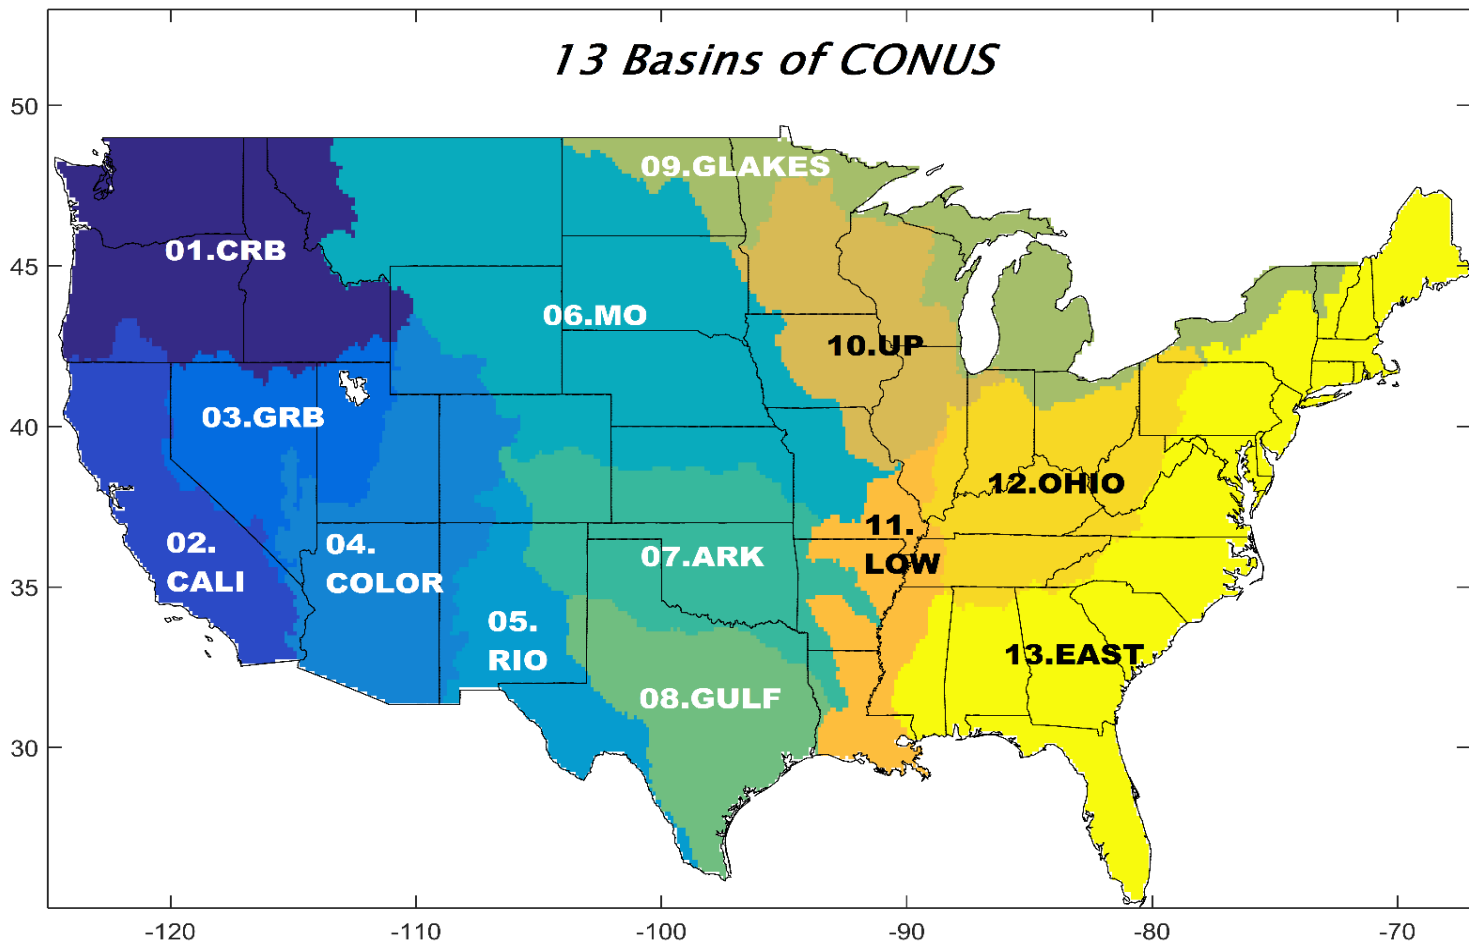 13 Basins of CONUS
50
09.GLAKES
01.CRB
45
06.MO
10.UP
03.GRB
40
12.OHIO
11.
LOW
02.
CALI
04.
COLOR
07.ARK
35
05.
RIO
13.EAST
08.GULF
30
-120
-110
-100
-90
-80
-70